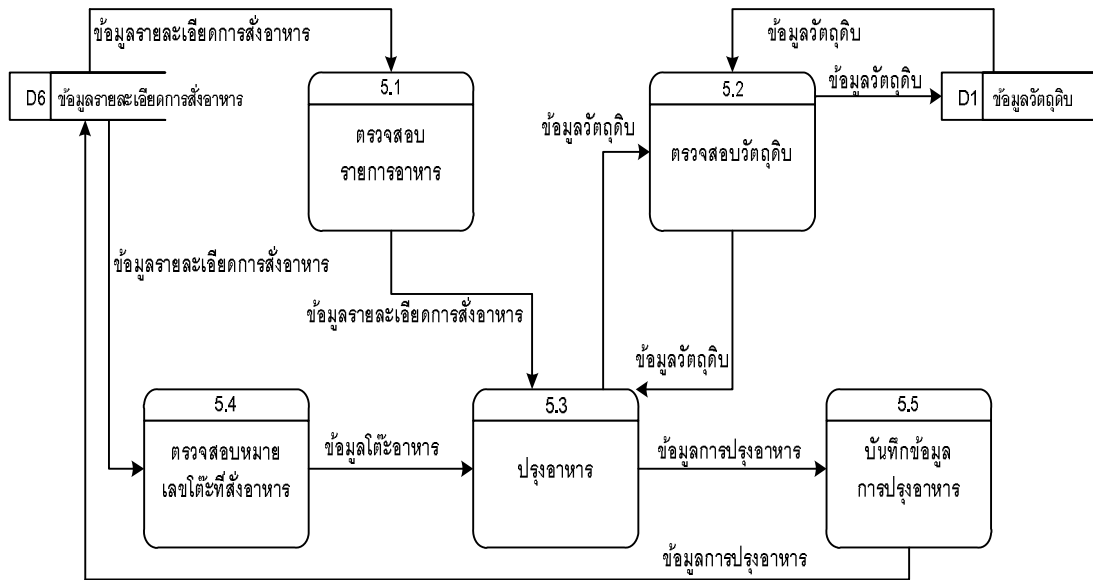 ข้อมูลรายละเอียดการสั่งอาหาร
ข้อมูลวัตถุดิบ
D6 ข้อมูลรายละเอียดการสั่งอาหาร
5.1
ตรวจสอบ
รายการอาหาร
5.2
ตรวจสอบวัตถุดิบ
ข้อมูลวัตถุดิบ
D1 ข้อมูลวัตถุดิบ
ข้อมูลวัตถุดิบ
ข้อมูลรายละเอียดการสั่งอาหาร
ข้อมูลรายละเอียดการสั่งอาหาร
ข้อมูลวัตถุดิบ
5.4
ตรวจสอบหมาย
เลขโต๊ะที่สั่งอาหาร
ข้อมูลโต๊ะอาหาร
5.3
ปรุงอาหาร
ข้อมูลการปรุงอาหาร
5.5
บันทึกข้อมูล
การปรุงอาหาร
ข้อมูลการปรุงอาหาร